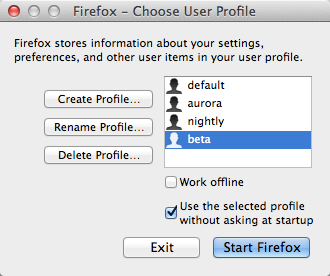 Firefox – Choose User Profile
Firefox stores information about your settings,
preferences, and other user items in your user profile.
Create Profile...
Rename Profile...
Delete Profile...
default
aurora
nightly
beta
Work offline
Use the selected profile
without asking at startup
Exit
Start Firefox